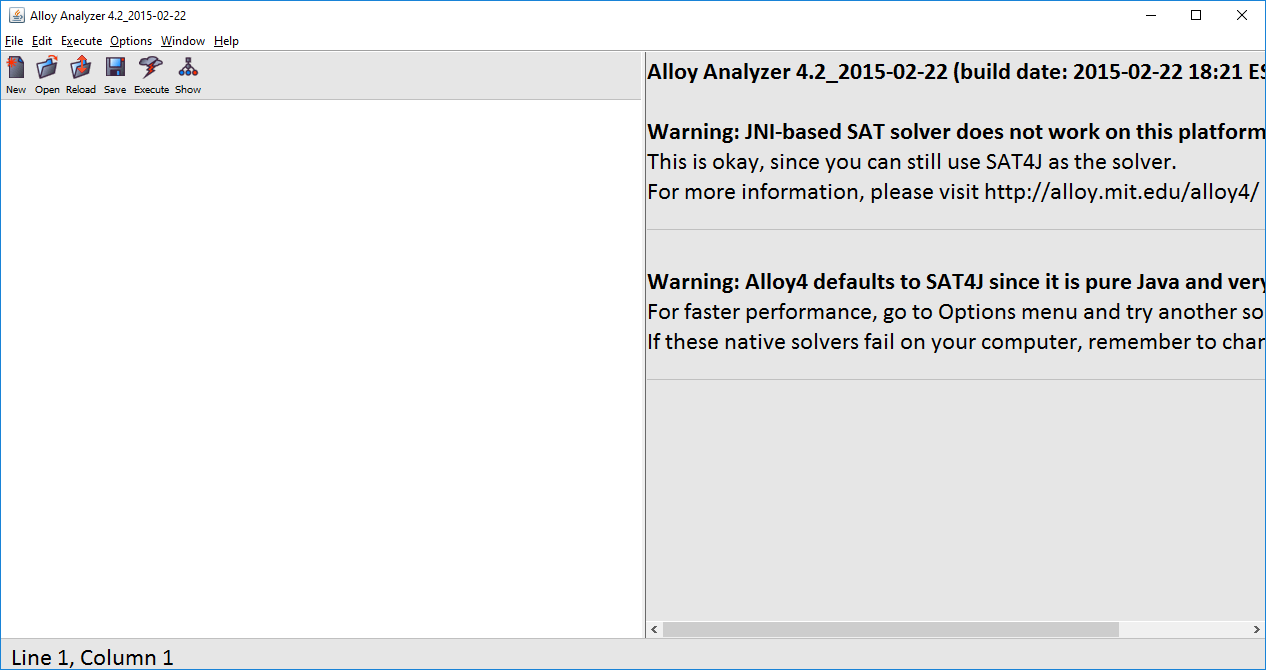 Alloy Analyzer 4.2_2015-02-22
File Edit Execute Options Window Help
New Open Reload Save Execute Show
Alloy Analyzer 4.2_2015-02-22 (build date: 2015-02-22 18:21 ES
Warning: JNI-based SAT solver does not work on this platform
This is okay, since you can still use SAT4J as the solver.
For more information, please visit http://alloy.mit.edu/alloy4/
Warning: Alloy4 defaults to SAT4J since it is pure Java and very
For faster performance, go to Options menu and try another so
If these native solvers fail on your computer, remember to char
Line 1, Column 1